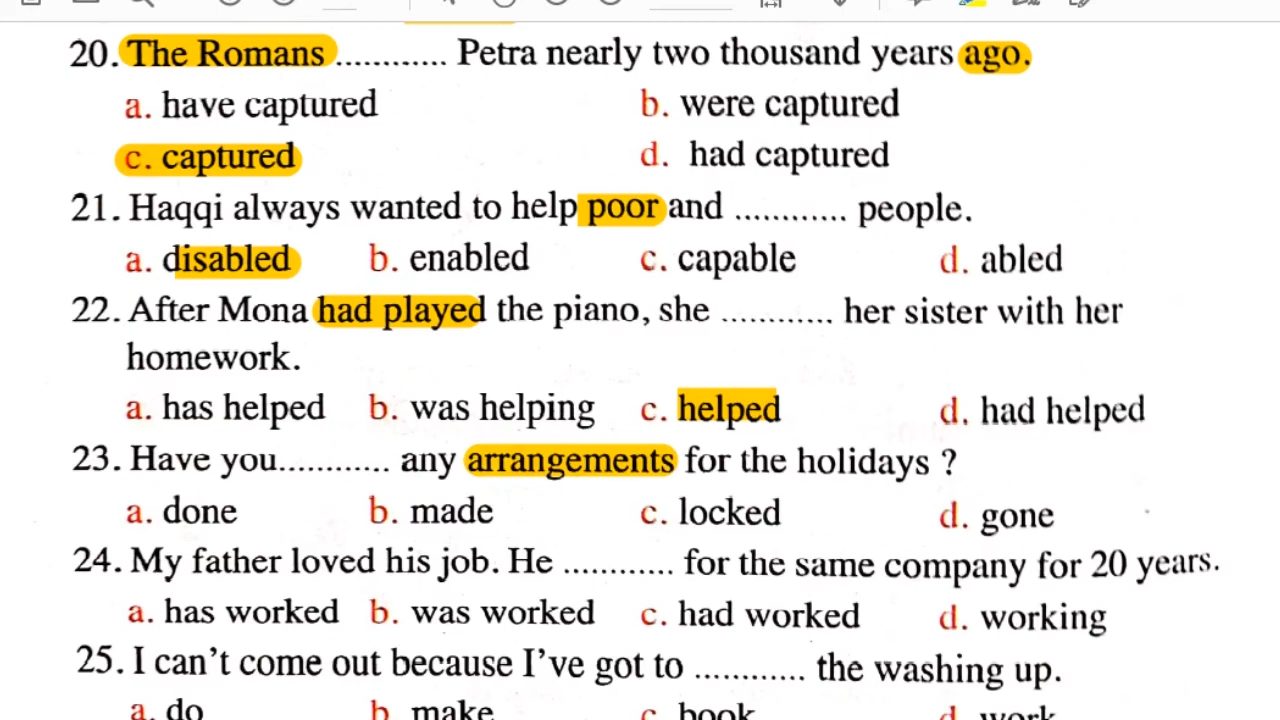 20. The Romans ............ Petra nearly two thousand years ago.
a. have captured b. were captured
c. captured d. had captured
21. Haqqi always wanted to help poor and ............ people.
a. disabled b. enabled c. capable d. abled
22. After Mona had played the piano, she ............ her sister with her
homework.
a. has helped b. was helping c. helped d. had helped
23. Have you............ any arrangements for the holidays ?
a. done b. made c. locked d. gone
24. My father loved his job. He ............ for the same company for 20 years.
a. has worked b. was worked c. had worked d. working
25. I can't come out because I've got to ............ the washing up.
a. do b. make c. book d. work